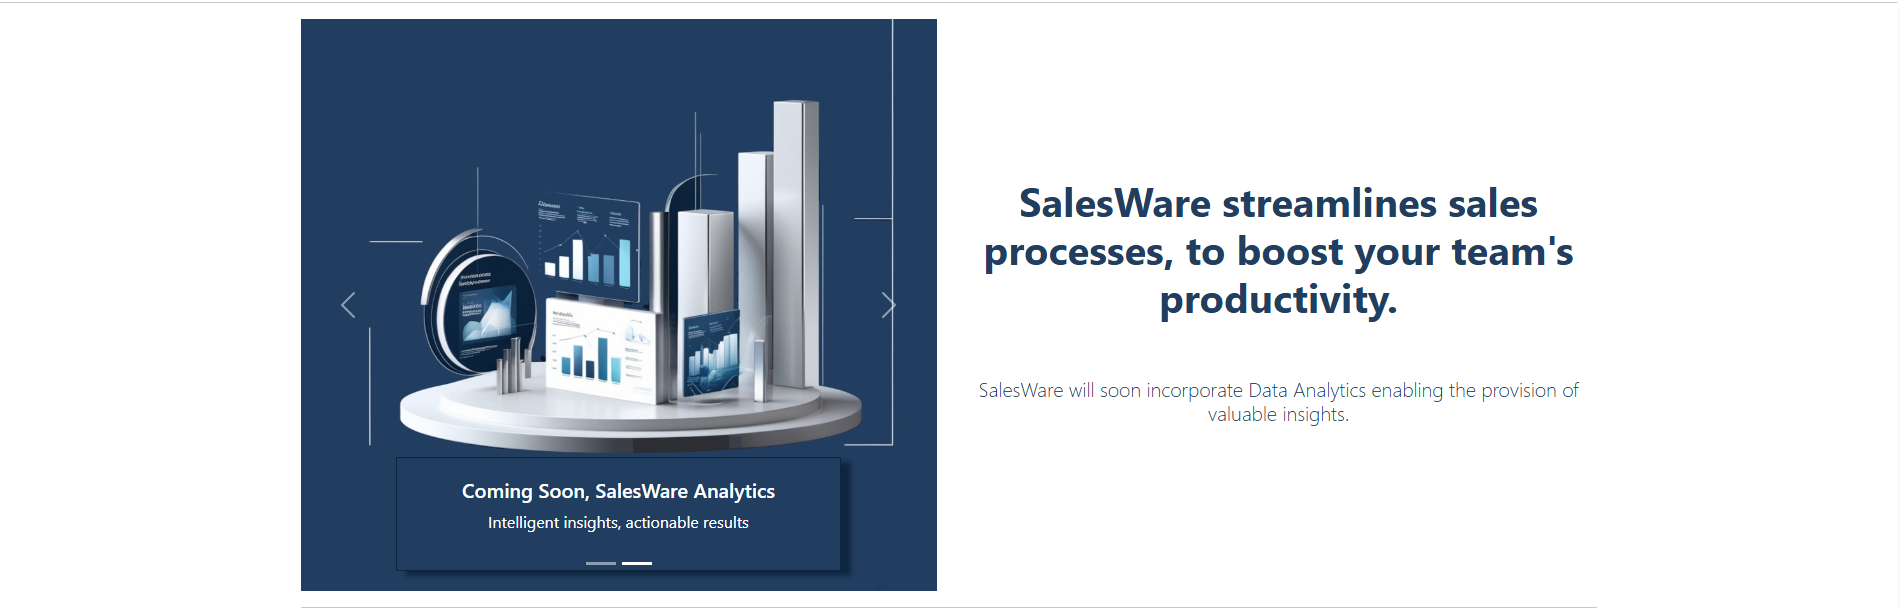 Coming Soon, SalesWare Analytics
Intelligent insights, actionable results
SalesWare streamlines sales
processes, to boost your team's
productivity.
SalesWare will soon incorporate Data Analytics enabling the provision of
valuable insights.